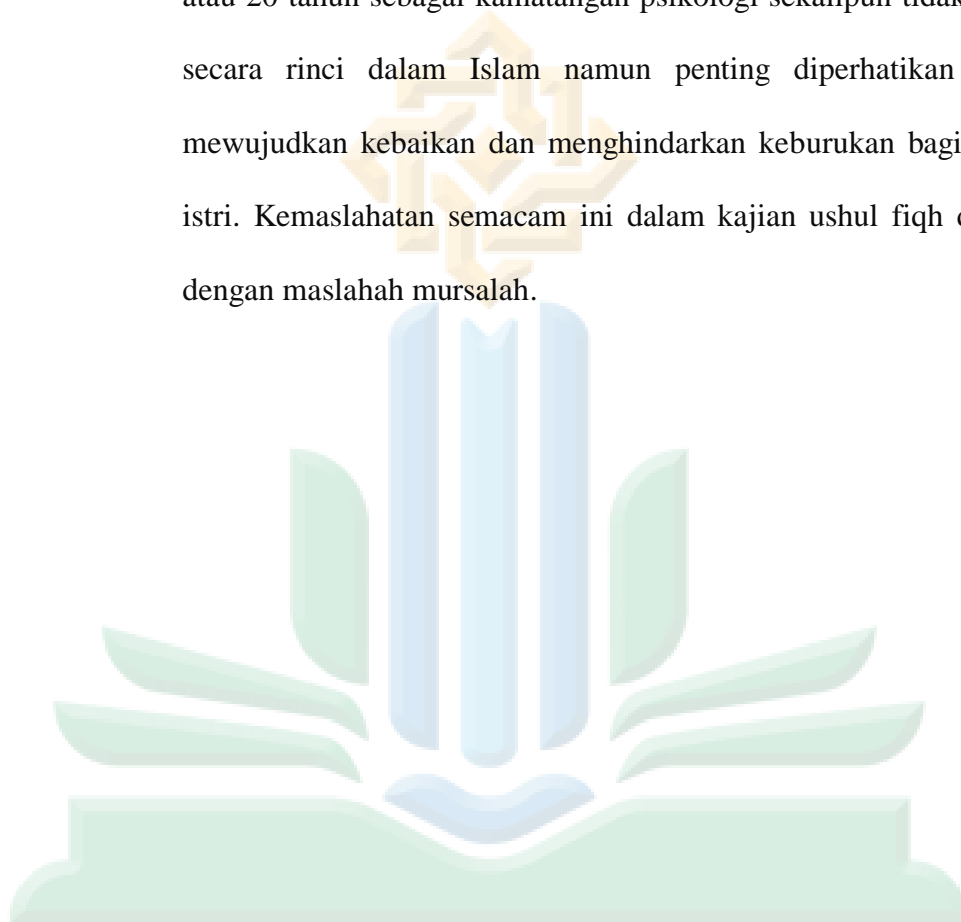 atau 20 tahun sebagai kamatangan psikologi sekalipun tidak
secara rinci dalam Islam namun penting diperhatikan
mewujudkan kebaikan dan menghindarkan keburukan bagi
istri. Kemaslahatan semacam ini dalam kajian ushul fiqh
dengan maslahah mursalah.